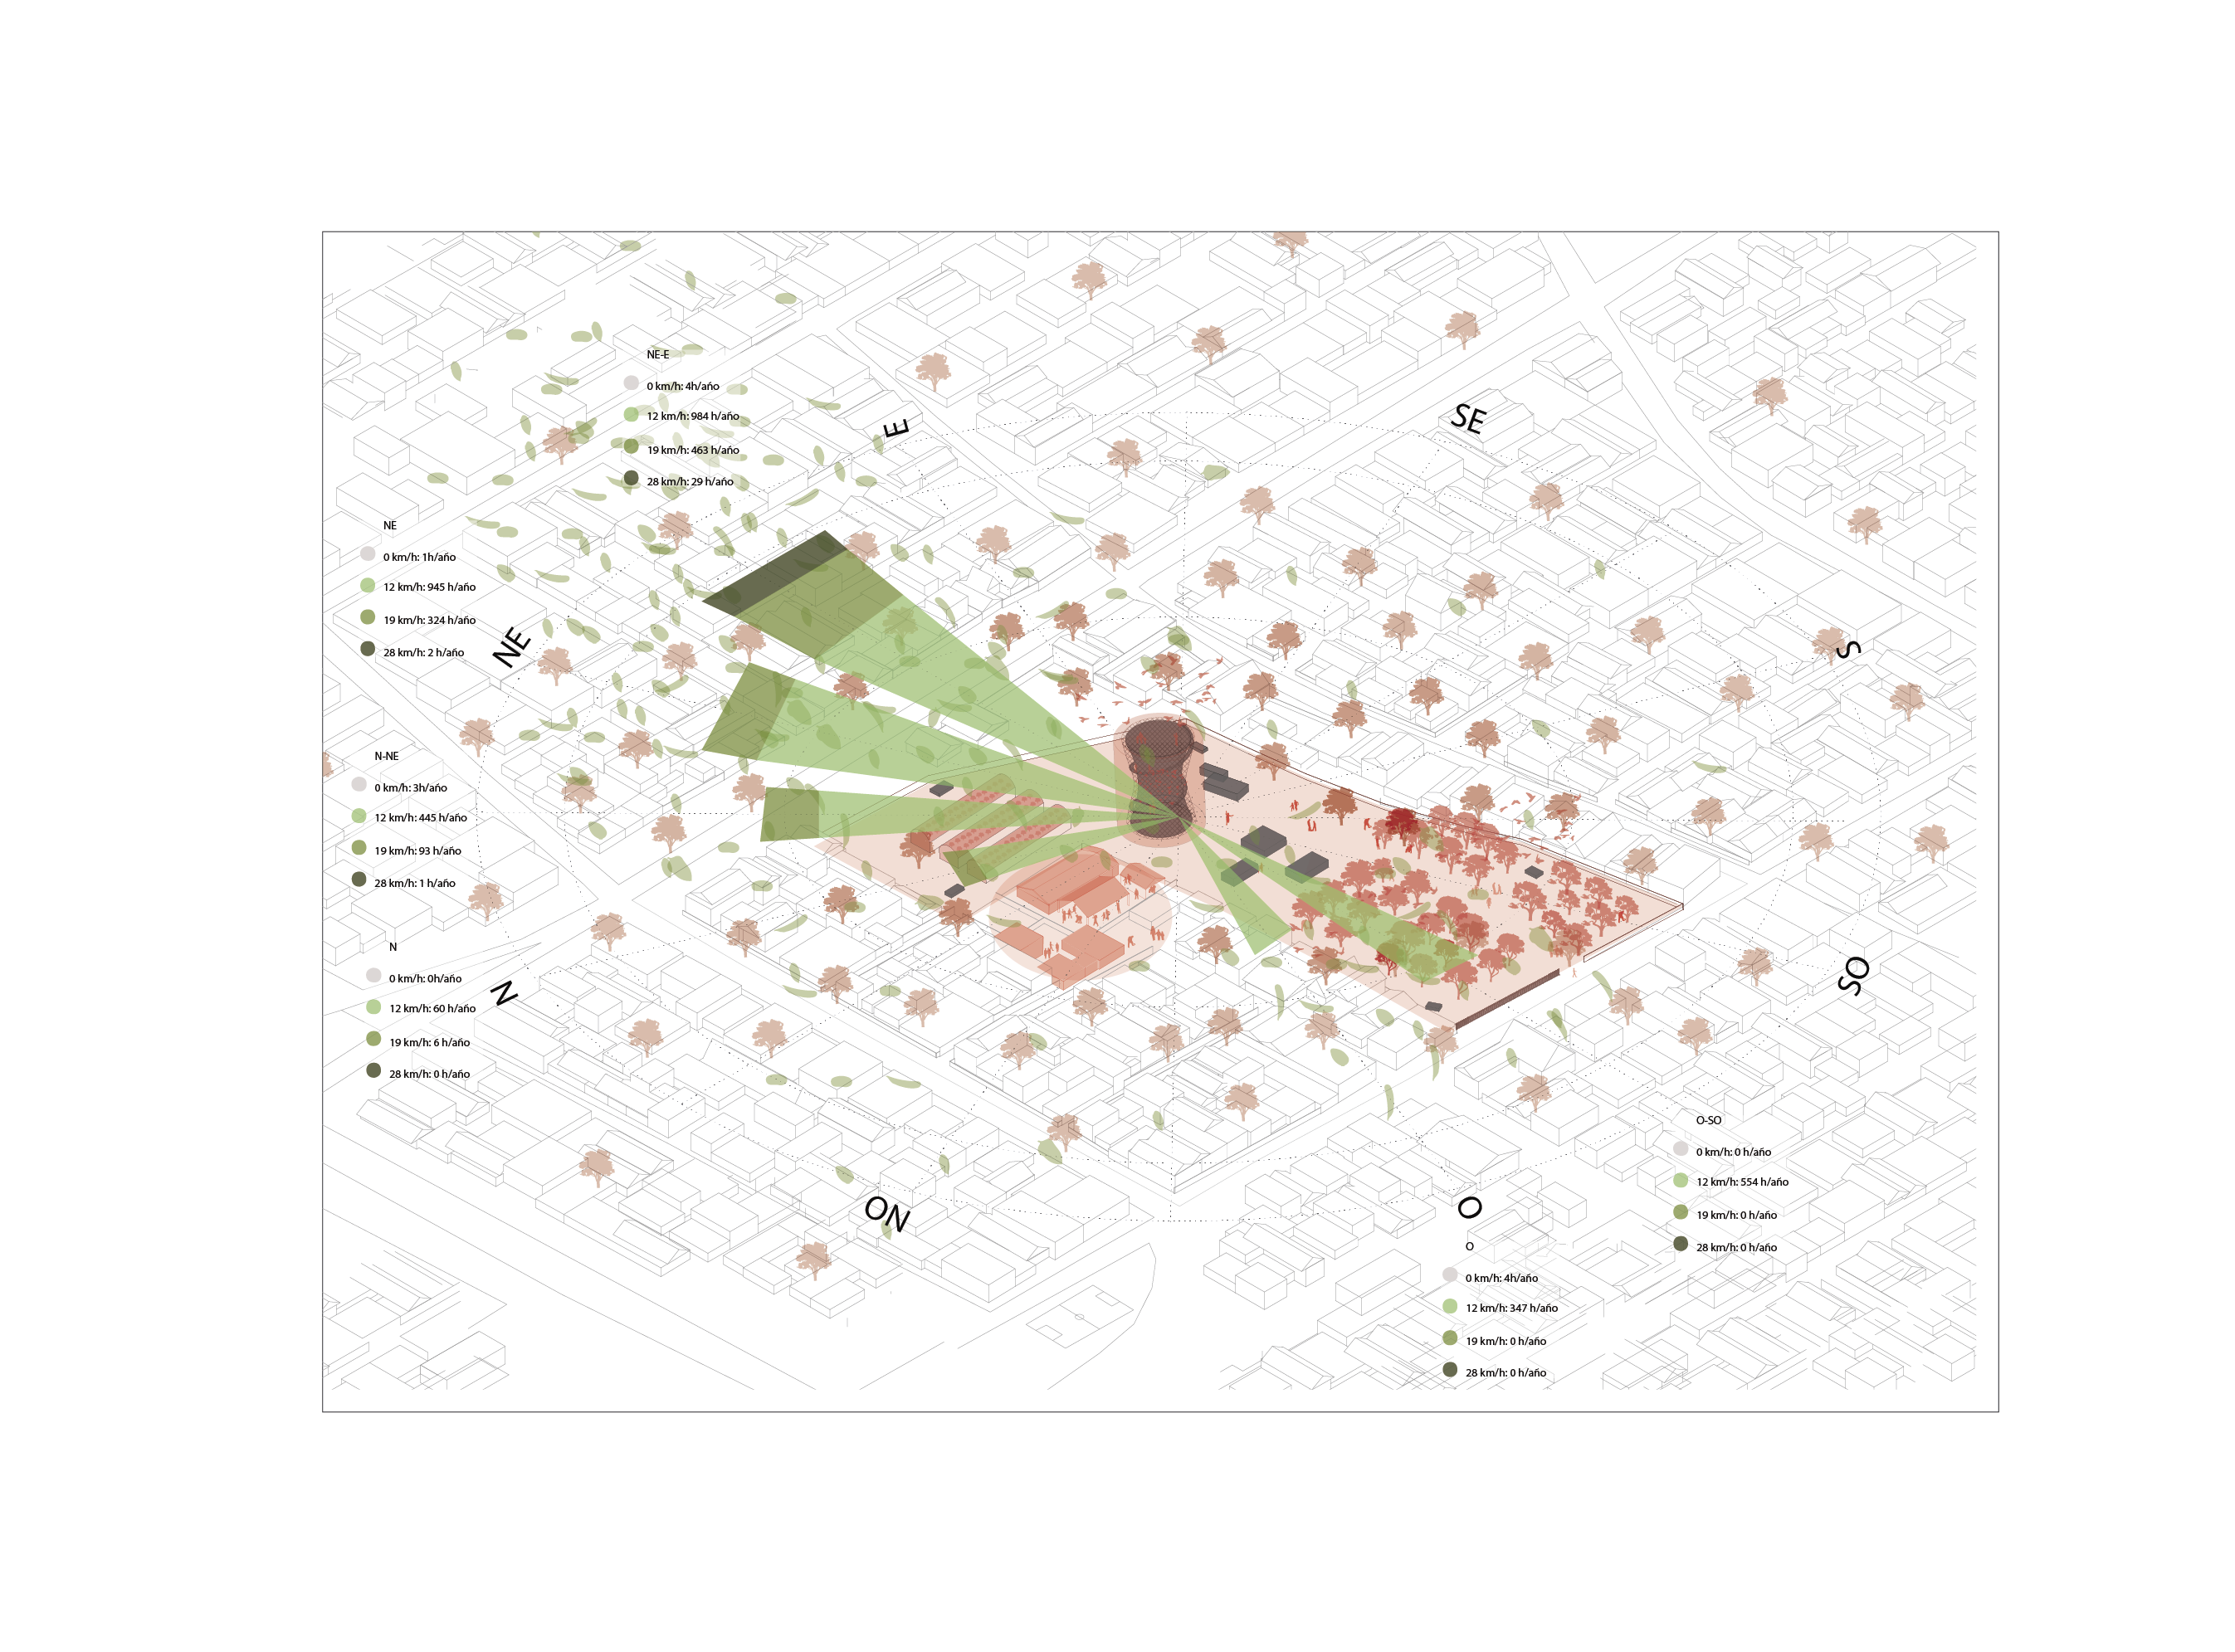 NE-E
0 km/h: 4h/año
12 km/h: 984 h/año
19 km/h: 463 h/año
28 km/h: 29 h/año
E
SE
NE
0 km/h: 1h/año
12 km/h: 945 h/año
19 km/h: 324 h/año
28 km/h: 2 h/año
NE
S
N-NE
0 km/h: 3h/año
12 km/h: 445 h/año
19 km/h: 93 h/año
28 km/h: 1 h/año
N
0 km/h: 0h/año
12 km/h: 60 h/año
19 km/h: 6 h/año
28 km/h: 0 h/año
N
SO
NO
O
O-SO
0 km/h: 0 h/año
12 km/h: 554 h/año
19 km/h: 0 h/año
28 km/h: 0 h/año
O
0 km/h: 4h/año
12 km/h: 347 h/año
19 km/h: 0 h/año
28 km/h: 0 h/año